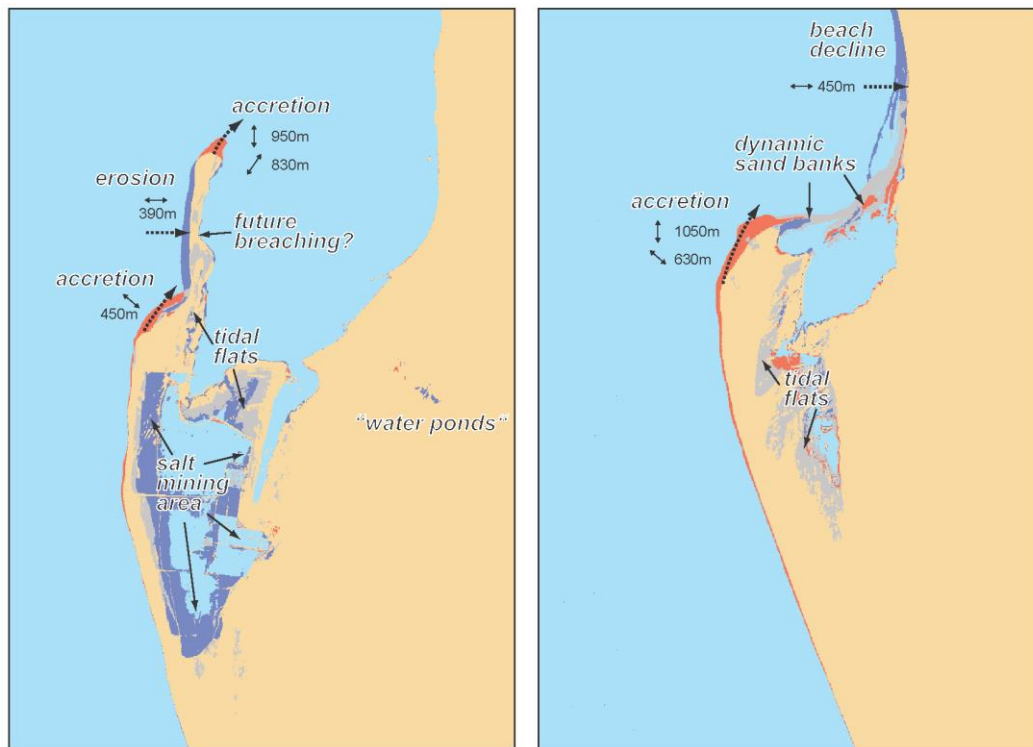 accretion
950m
830m
erosion
390m
future
breaching?
accretion
450m
tidal
flats
"water ponds"
salt
mining
area
beach
decline
450m
dynamic
sand banks
accretion
1050m
630m
tidal
flats